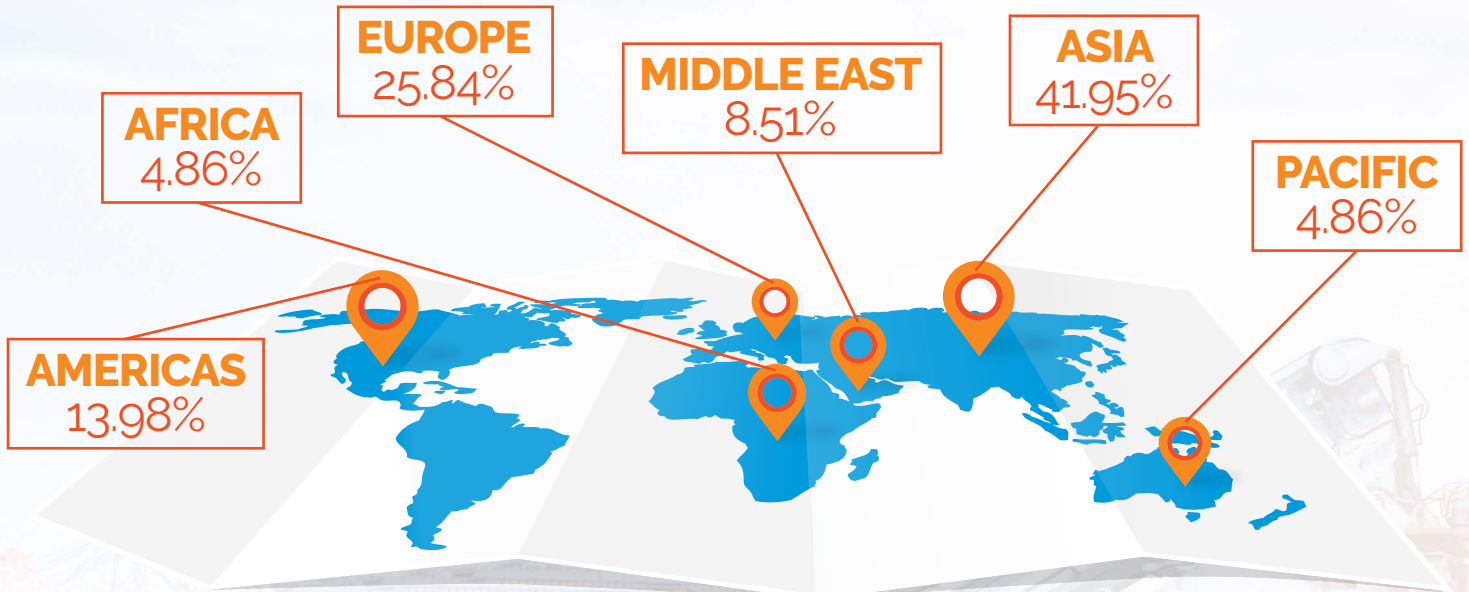 EUROPE
25.84%
MIDDLE EAST
8.51%
ASIA
41.95%
AFRICA
4.86%
PACIFIC
4.86%
AMERICAS
13.98%